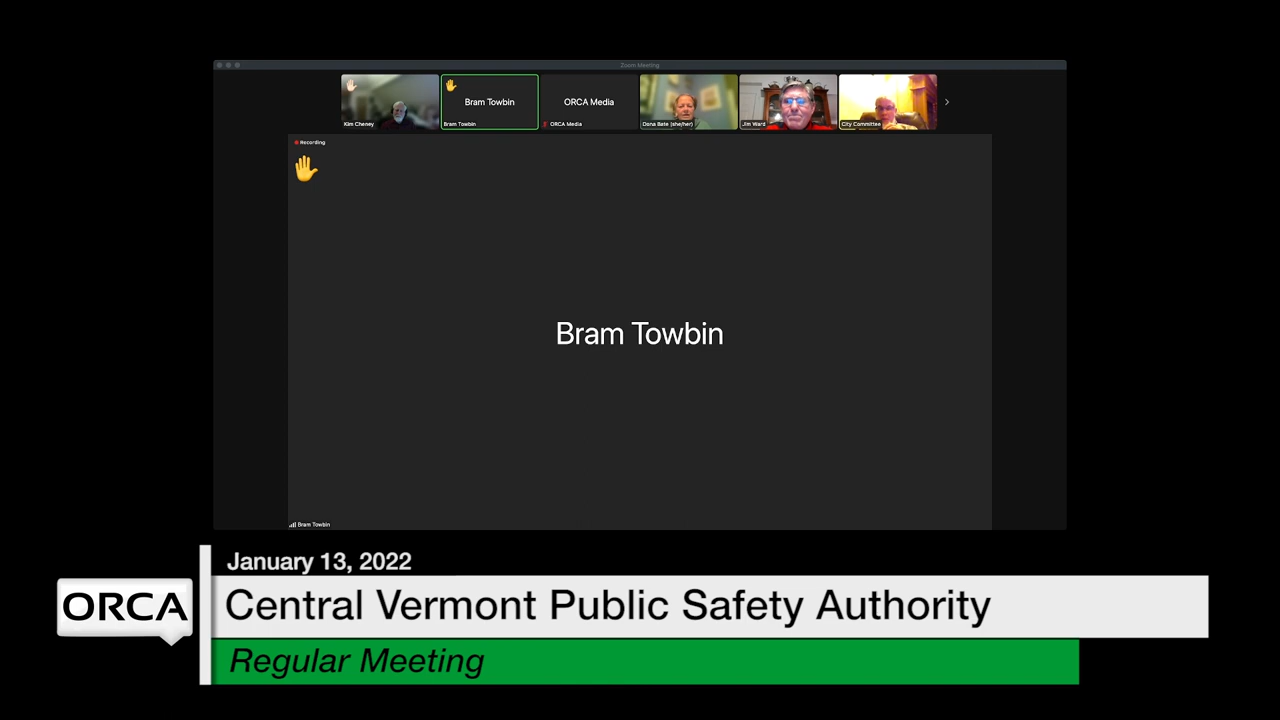 Zoom Meeting
Bram Towbin
ORCA Media
Kim Cheney
Bram Towbin
ORCA Media
Dona Bate (she/her)
Jim Ward
City Committee
Recording
Bram Towbin
Bram Towbin
January 13, 2022
ORCA
Central Vermont Public Safety Authority
Regular Meeting